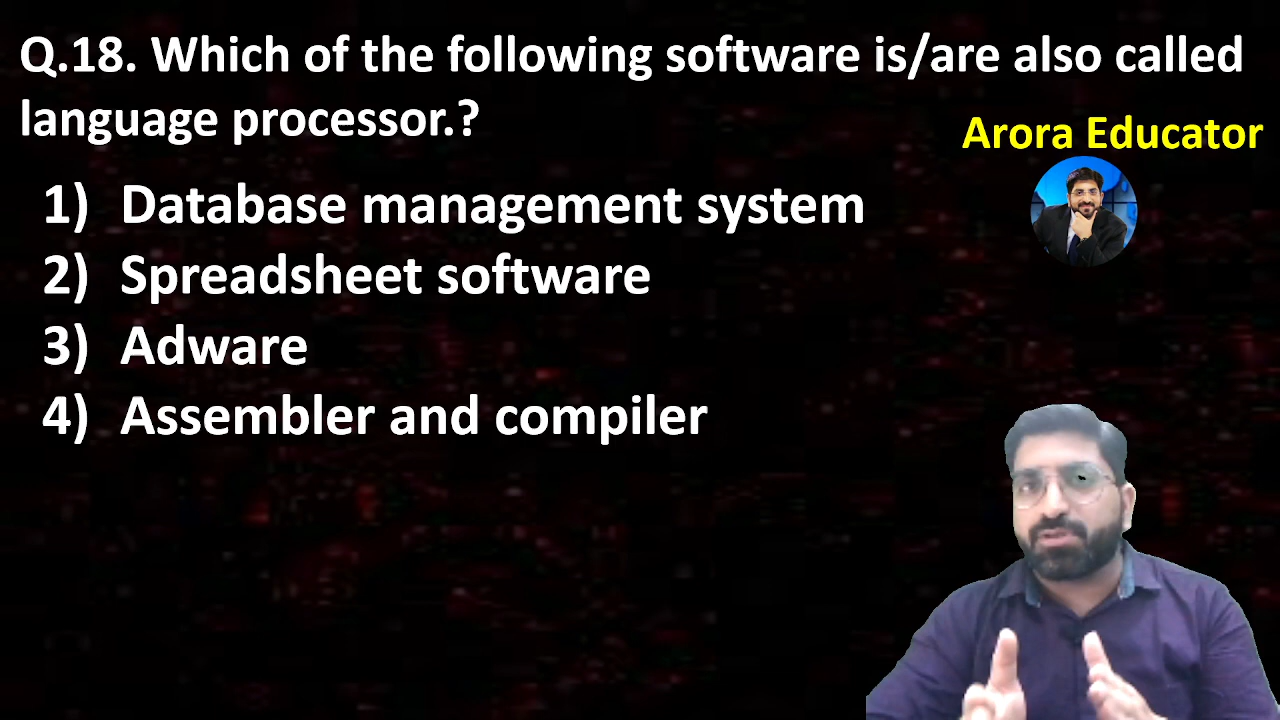 Q.18. Which of the following software is/are also called
language processor.?
Arora Educator
1) Database management system
2) Spreadsheet software
3) Adware
4) Assembler and compiler